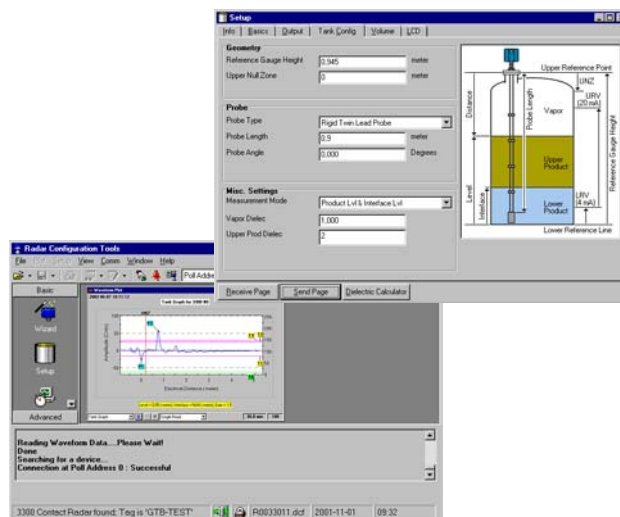 Setup
Info Basics Output Tank Config Volume LCD
Geometry
Reference Gauge Height 0,945 meter
Upper Null Zone 0 meter
Probe
Probe Type Rigid Twin Lead Probe
Probe Length 0,9 meter
Probe Angle 0,000 Degrees
Misc. Settings
Measurement Mode Product Lvl & Interface Lvl
Vapor Dielec 1,000
Upper Prod Dielec 2
Receive Page Send Page Dielectric Calculator
Upper Reference Point
UNZ
URV
(20 mA)
Vapor
Distance
Probe Length
Reference Gauge Height
Upper
Product
Level
Interface
Lower
Product
LRV
(4 mA)
Lower Reference Line
Radar Configuration Tools
File Setup View Comm Window Help
Poll Addre
Basic
Wizard
Setup
Advanced
Waveform Plot
Amplitude
Reading Waveform Data....Please Wait!
Done
Searching for a device...
Connection at Poll Address 0 : Successful
3300 Contact Radar found; Tag is 'GTB-TEST' R0033011.dcf 2001-11-01 09:32